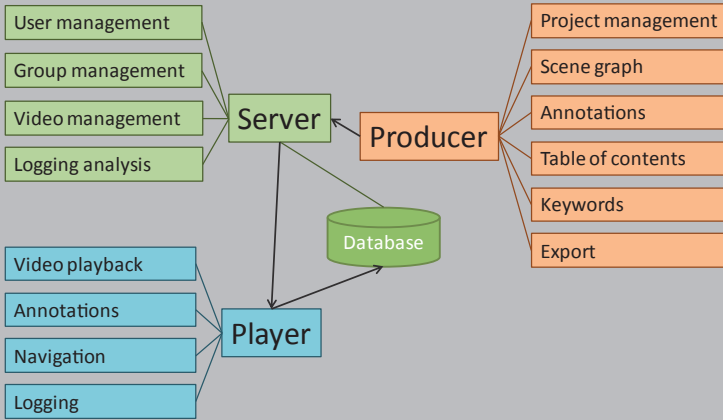 User management
Group management
Video management
Logging analysis
Server
Producer
Project management
Scene graph
Annotations
Table of contents
Keywords
Export
Database
Video playback
Annotations
Navigation
Logging
Player